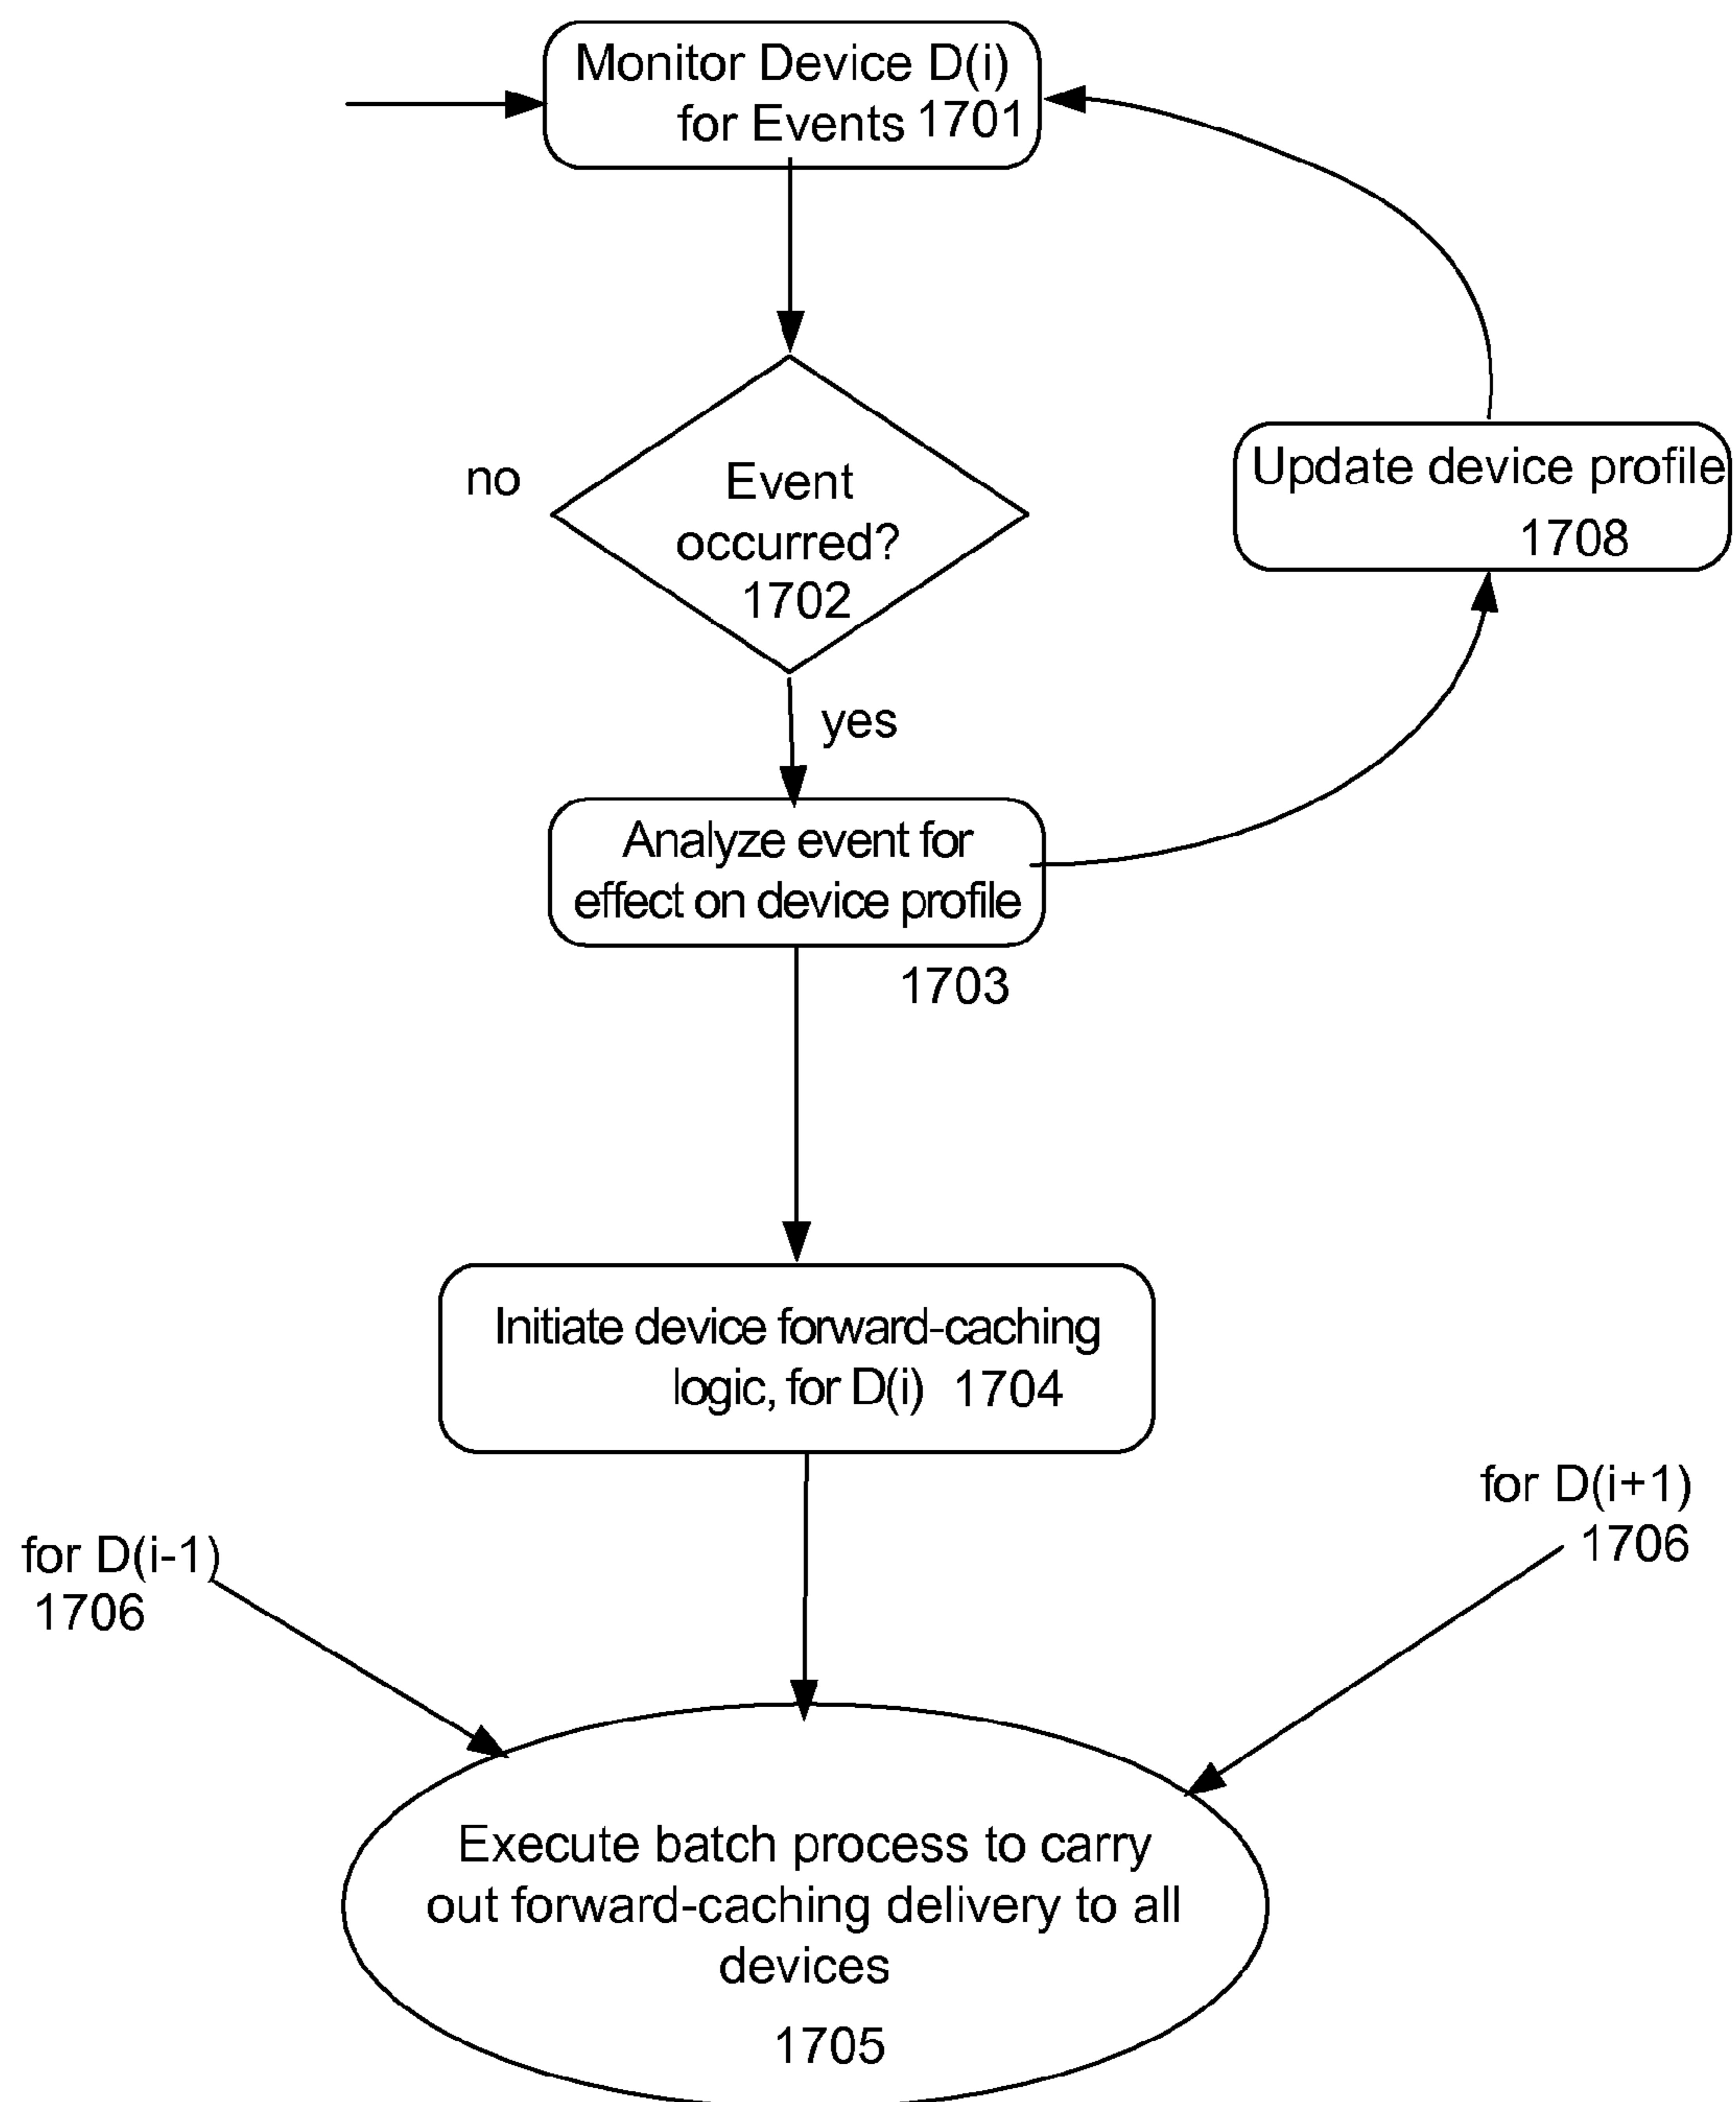 Monitor Device D(i)
for Events 1701
no
Event
occurred?
1702
Update device profile
1708
yes
Analyze event for
effect on device profile
1703
Initiate device forward-caching
logic, for D(i) 1704
for D(i-1)
1706
for D(i+1)
1706
Execute batch process to carry
out forward-caching delivery to all
devices
1705